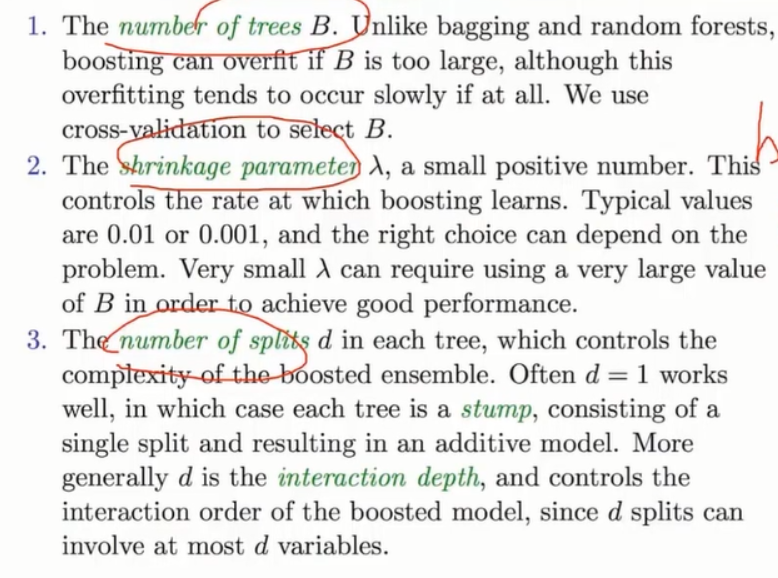 1. The number of trees B. Unlike bagging and random forests,
boosting can overfit if B is too large, although this
overfitting tends to occur slowly if at all. We use
cross-validation to select B.
2. The shrinkage parameter λ, a small positive number. This
controls the rate at which boosting learns. Typical values
are 0.01 or 0.001, and the right choice can depend on the
problem. Very small λ can require using a very large value
of B in order to achieve good performance.
3. The number of splits d in each tree, which controls the
complexity of the boosted ensemble. Often d = 1 works
well, in which case each tree is a stump, consisting of a
single split and resulting in an additive model. More
generally d is the interaction depth, and controls the
interaction order of the boosted model, since d splits can
involve at most d variables.